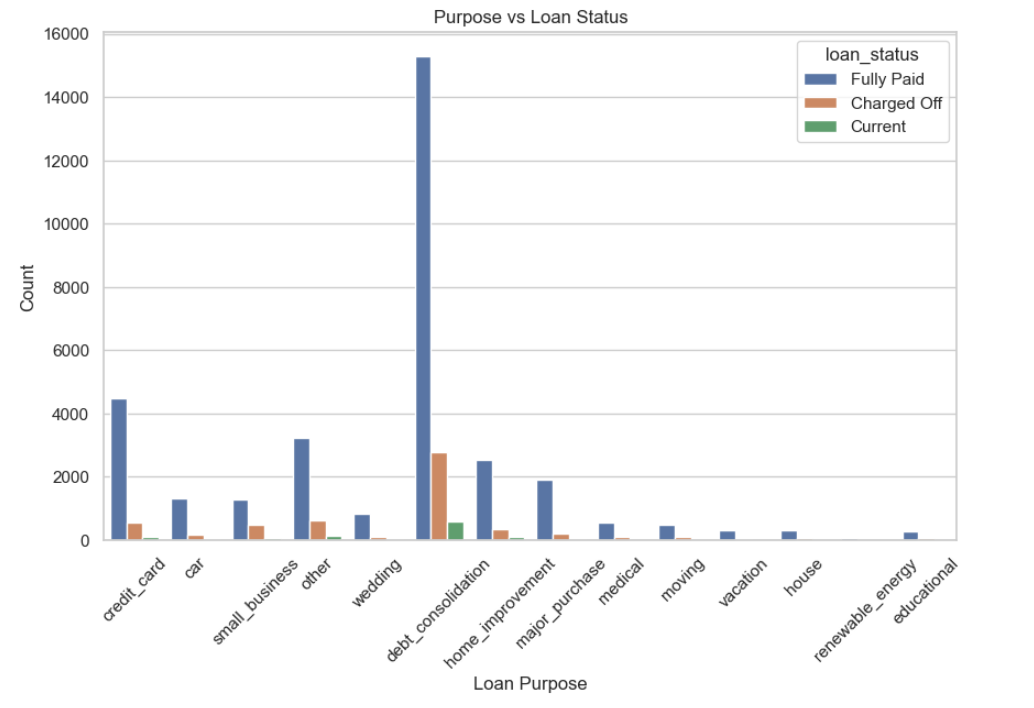 Purpose vs Loan Status
16000
14000
12000
10000
8000
6000
4000
2000
0
Count
loan_status
Fully Paid
Charged Off
Current
credit_card
car
small_business
other
wedding
debt_consolidation
home_improvement
major_purchase
medical
moving
vacation
house
renewable_energy
educational
Loan Purpose